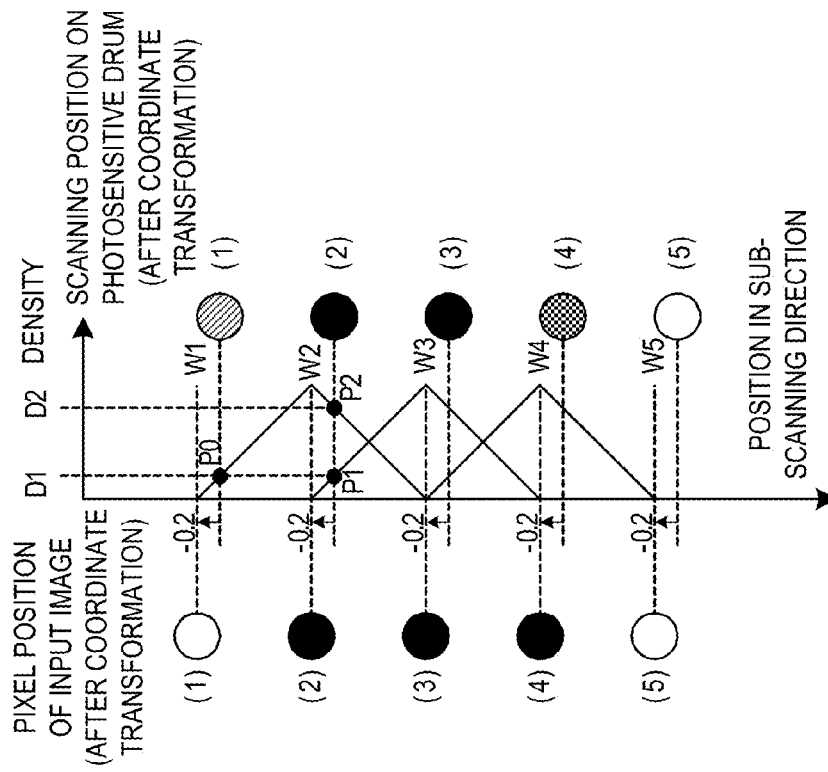 PIXEL POSITION
OF INPUT IMAGE
(AFTER COORDINATE
TRANSFORMATION)
D1
D2
DENSITY
SCANNING POSITION ON
PHOTOSENSITIVE DRUM
(AFTER COORDINATE
TRANSFORMATION)
(1)
-0.2
P0
W1
(1)
(2)
-0.2
P1
P2
W2
(2)
(3)
-0.2
W3
(3)
(4)
-0.2
W4
(4)
(5)
-0.2
W5
(5)
POSITION IN SUB-
SCANNING DIRECTION